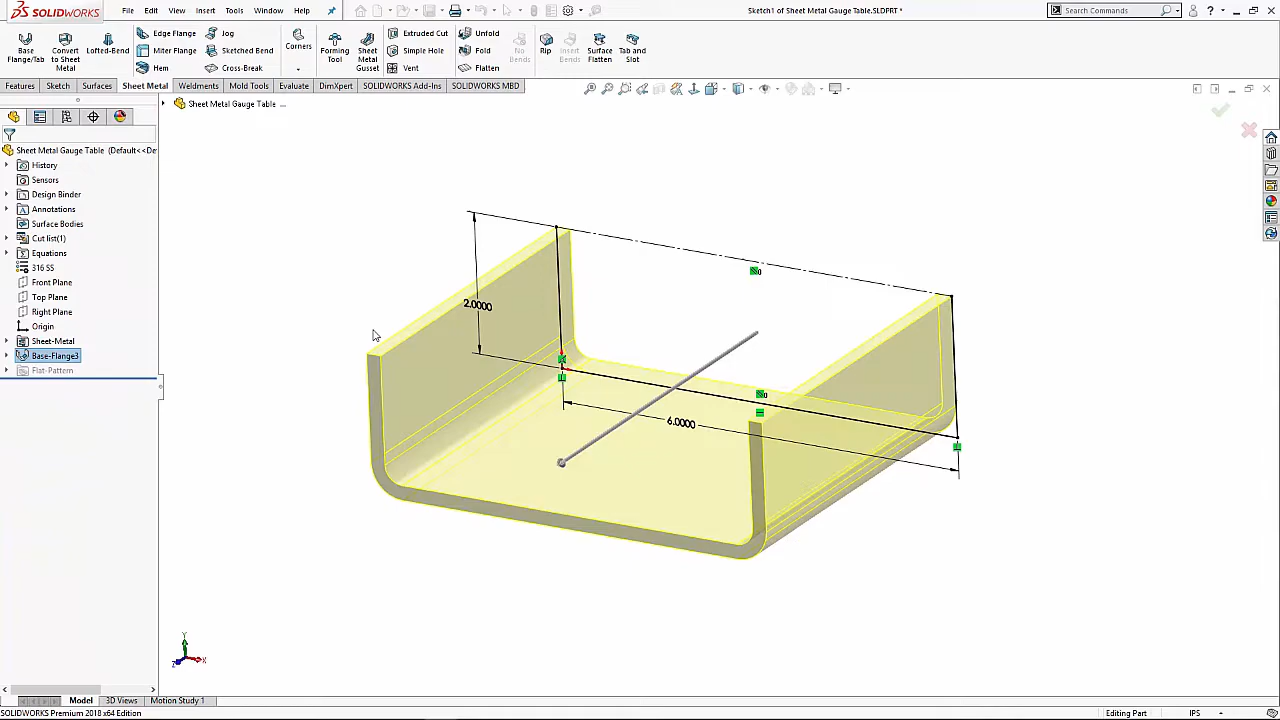 SOLIDWORKS File Edit View Insert Tools Window Help Sketch1 of Sheet Metal Gauge Table.SLDPRT * Search Commands ?
Base Flange/Tab
Convert to Sheet Metal
Lofted-Bend
Edge Flange
Miter Flange
Hem
Jog
Sketched Bend
Cross-Break
Corners
Forming Tool
Sheet Metal Gusset
Extruded Cut
Simple Hole
Vent
Unfold
Fold
Flatten
No Bends
Rip
Insert Bends
Surface Flatten
Tab and Slot
Features Sketch Surfaces Sheet Metal Weldments Mold Tools Evaluate DimXpert SOLIDWORKS Add-Ins SOLIDWORKS MBD
Sheet Metal Gauge Table ...
Sheet Metal Gauge Table (Default<<De
History
Sensors
Design Binder
Annotations
Surface Bodies
Cut list(1)
Equations
316 SS
Front Plane
Top Plane
Right Plane
Origin
Sheet-Metal
Base-Flange3
Flat-Pattern
2.0000
6.0000
Y
X
Z
Model 3D Views Motion Study 1
SOLIDWORKS Premium 2018 x64 Edition Editing Part IPS